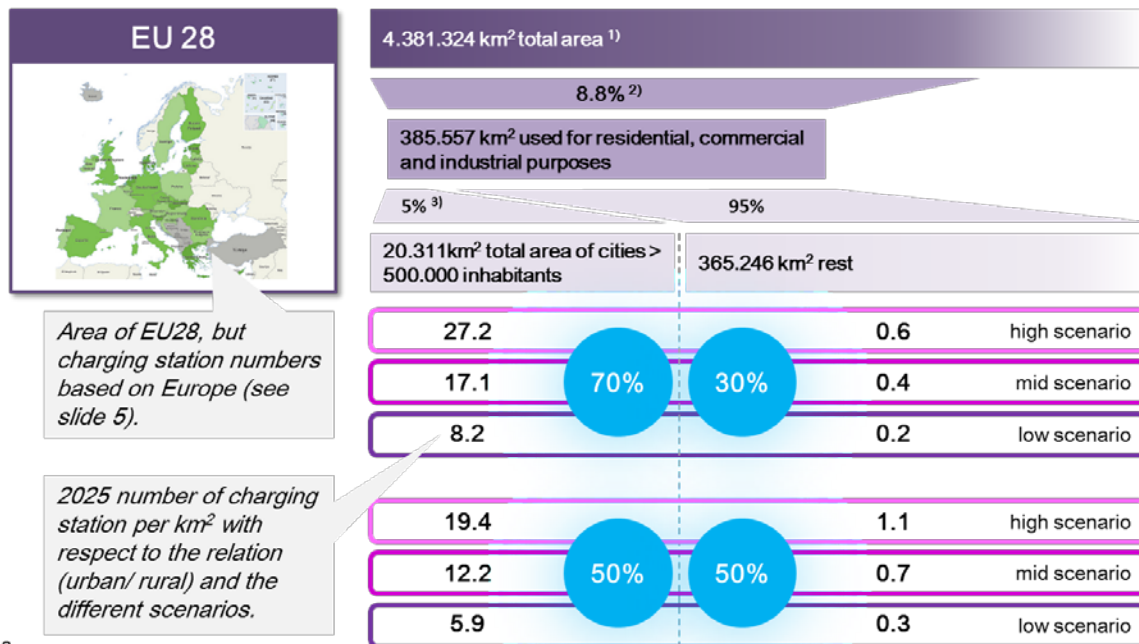 EU 28
4.381.324 km² total area ¹⁾
8.8% ²⁾
385.557 km² used for residential, commercial
and industrial purposes
5% ³⁾
95%
20.311km² total area of cities >
500.000 inhabitants
365.246 km² rest
Area of EU28, but
charging station numbers
based on Europe (see
slide 5).
27.2
0.6
high scenario
17.1
70%
30%
0.4
mid scenario
8.2
0.2
low scenario
2025 number of charging
station per km² with
respect to the relation
(urban/ rural) and the
different scenarios.
19.4
1.1
high scenario
12.2
50%
50%
0.7
mid scenario
5.9
0.3
low scenario